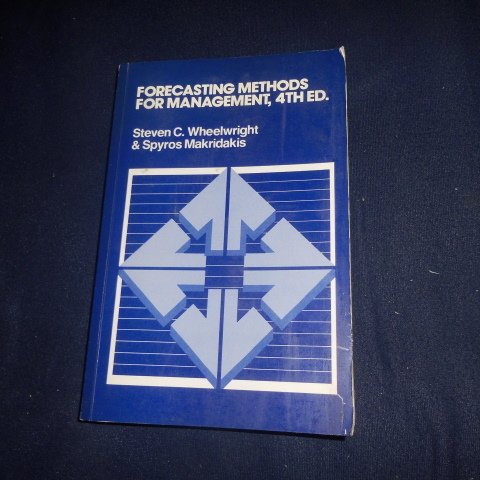 FORECASTING METHODS
FOR MANAGEMENT, 4TH ED.
Steven C. Wheelwright
& Spyros Makridakis